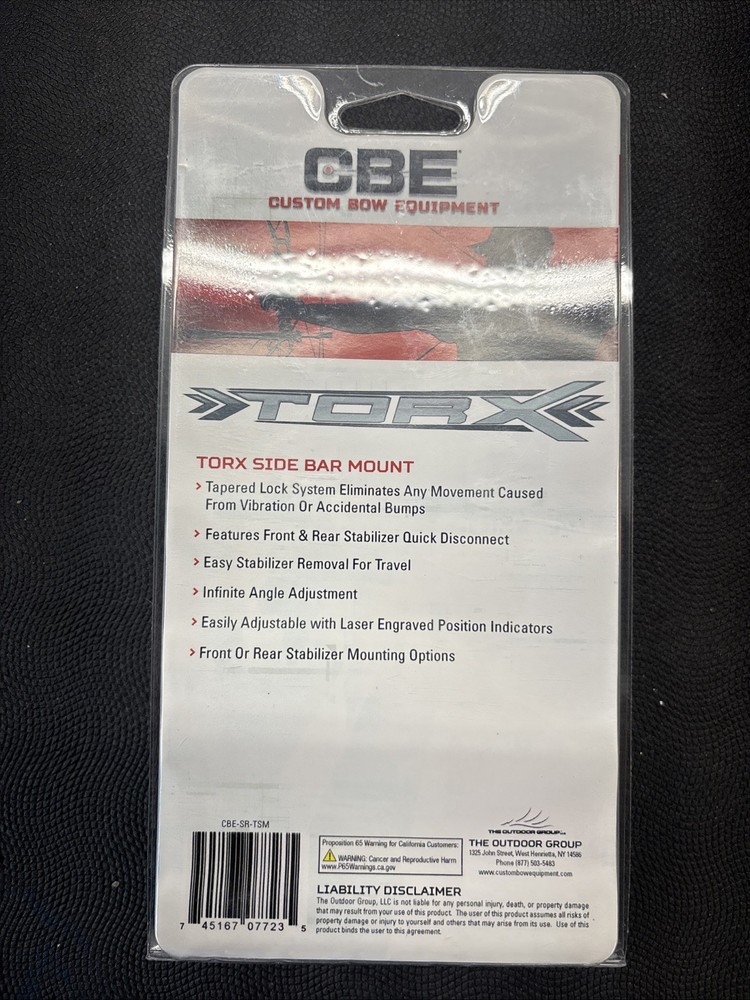 CBE
CUSTOM BOW EQUIPMENT
TORX
TORX SIDE BAR MOUNT
› Tapered Lock System Eliminates Any Movement Caused
From Vibration Or Accidental Bumps
› Features Front & Rear Stabilizer Quick Disconnect
› Easy Stabilizer Removal For Travel
› Infinite Angle Adjustment
› Easily Adjustable with Laser Engraved Position Indicators
› Front Or Rear Stabilizer Mounting Options
CBE-SR-TSM
7 45167 07723 5
Proposition 65 Warning for California Customers:
WARNING: Cancer and Reproductive Harm
www.P65Warnings.ca.gov
THE OUTDOOR GROUP LLC
THE OUTDOOR GROUP
1325 John Street, West Henrietta, NY 14586
Phone (877) 503-5483
www.custombowequipment.com
LIABILITY DISCLAIMER
The Outdoor Group, LLC is not liable for any personal injury, death, or property damage
that may result from your use of this product. The user of this product assumes all risks of
property damage or injury to yourself and others that may arise from its use. Use of this
product binds the user to this agreement.